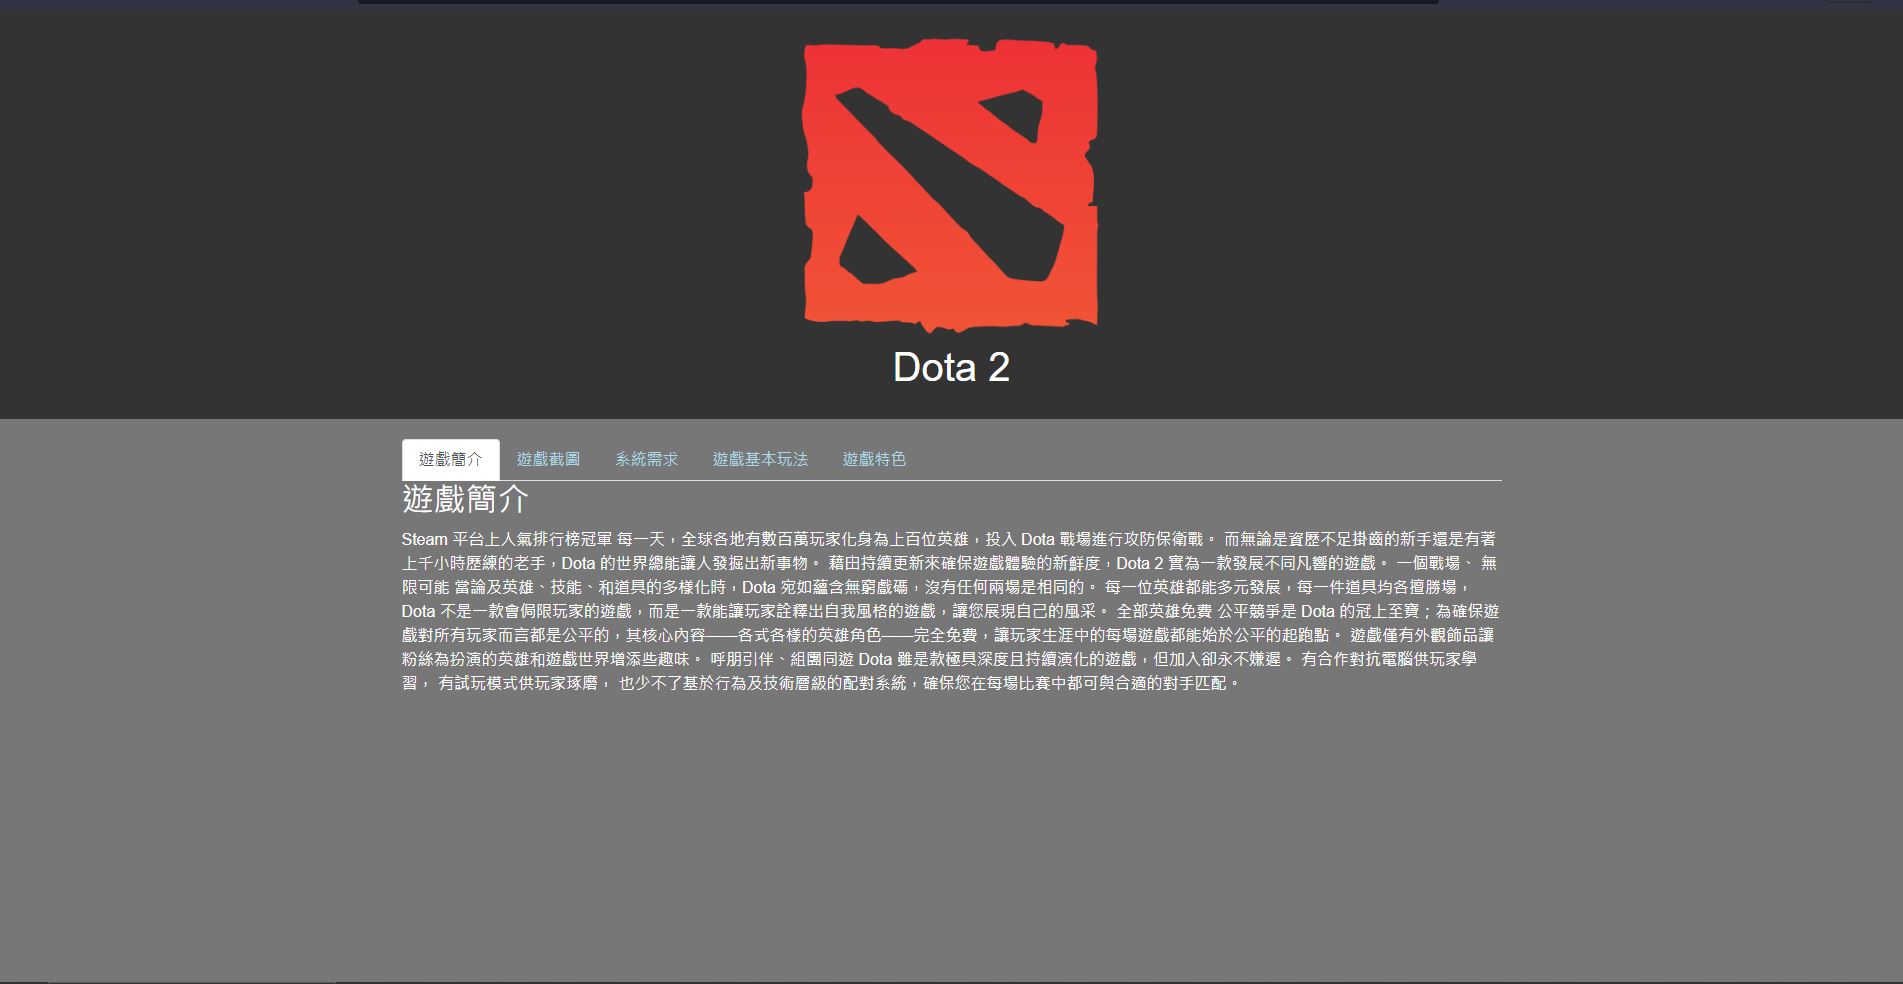 Dota 2
遊戲簡介 遊戲截圖 系統需求 遊戲基本玩法 遊戲特色
遊戲簡介
Steam 平台上人氣排行榜冠軍 每一天，全球各地有數百萬玩家化身為上百位英雄，投入 Dota 戰場進行攻防保衛戰。 而無論是資歷不足掛齒的新手還是有著
上千小時歷練的老手，Dota 的世界總能讓人發掘出新事物。 藉由持續更新來確保遊戲體驗的新鮮度，Dota 2 實為一款發展不同凡響的遊戲。 一個戰場、 無
限可能 當論及英雄、技能、和道具的多樣化時，Dota 宛如蘊含無窮戲碼，沒有任何兩場是相同的。 每一位英雄都能多元發展，每一件道具均各擅勝場，
Dota 不是一款會侷限玩家的遊戲，而是一款能讓玩家詮釋出自我風格的遊戲，讓您展現自己的風采。 全部英雄免費 公平競爭是 Dota 的冠上至寶；為確保遊
戲對所有玩家而言都是公平的，其核心內容——各式各樣的英雄角色——完全免費，讓玩家生涯中的每場遊戲都能始於公平的起跑點。 遊戲僅有外觀飾品讓
粉絲為扮演的英雄和遊戲世界增添些趣味。 呼朋引伴、組團同遊 Dota 雖是款極具深度且持續演化的遊戲，但加入卻永不嫌遲。 有合作對抗電腦供玩家學
習， 有試玩模式供玩家琢磨， 也少不了基於行為及技術層級的配對系統，確保您在每場比賽中都可與合適的對手匹配。